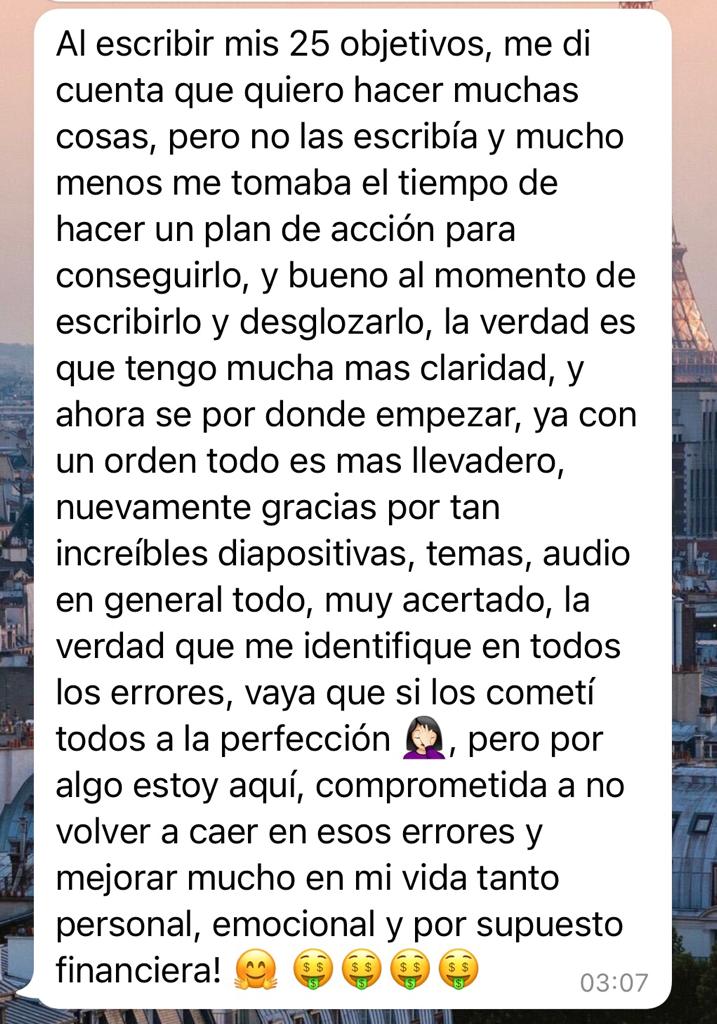 Al escribir mis 25 objetivos, me di
cuenta que quiero hacer muchas
cosas, pero no las escribía y mucho
menos me tomaba el tiempo de
hacer un plan de acción para
conseguirlo, y bueno al momento de
escribirlo y desglozarlo, la verdad es
que tengo mucha mas claridad, y
ahora se por donde empezar, ya con
un orden todo es mas llevadero,
nuevamente gracias por tan
increíbles diapositivas, temas, audio
en general todo, muy acertado, la
verdad que me identifique en todos
los errores, vaya que si los cometí
todos a la perfección 🤦🏻‍♀️, pero por
algo estoy aquí, comprometida a no
volver a caer en esos errores y
mejorar mucho en mi vida tanto
personal, emocional y por supuesto
financiera! 🤗 🤑🤑🤑🤑
03:07